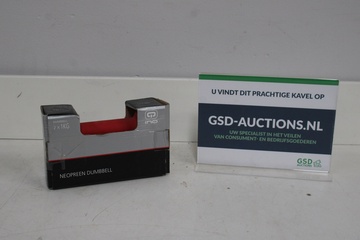 NEOPREEN DUMBBELL
U VINDT DIT PRACHTIGE KAVEL OP
GSD-AUCTIONS.NL
UW SPECIALIST IN HET VEILEN
VAN CONSUMENT- EN BEDRIJFSGOEDEREN
GSD